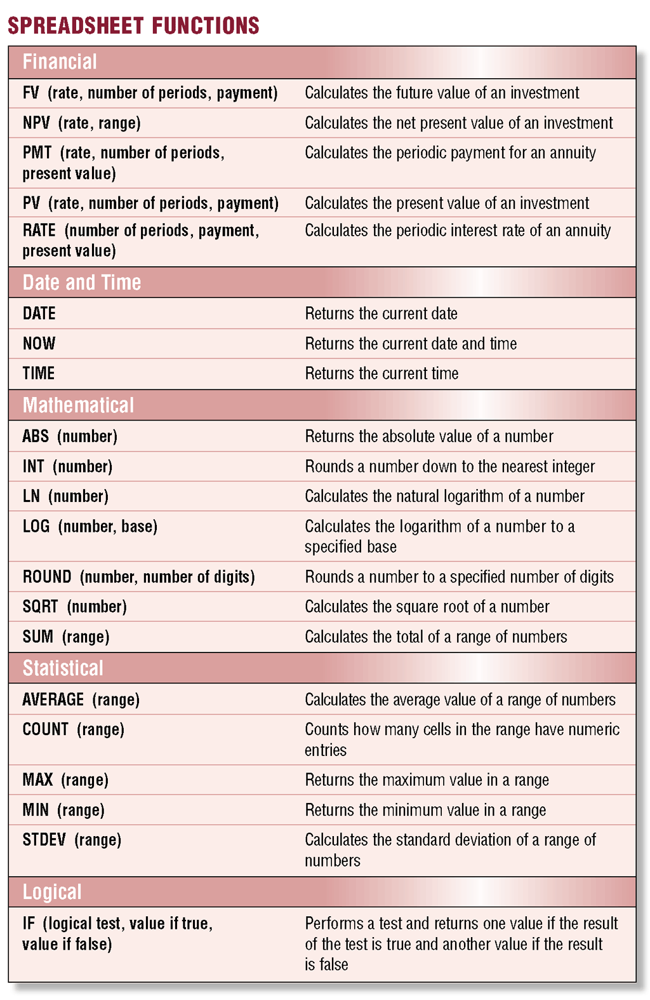 SPREADSHEET FUNCTIONS
Financial
FV (rate, number of periods, payment) Calculates the future value of an investment
NPV (rate, range) Calculates the net present value of an investment
PMT (rate, number of periods, Calculates the periodic payment for an annuity
present value)
PV (rate, number of periods, payment) Calculates the present value of an investment
RATE (number of periods, payment, Calculates the periodic interest rate of an annuity
present value)
Date and Time
DATE Returns the current date
NOW Returns the current date and time
TIME Returns the current time
Mathematical
ABS (number) Returns the absolute value of a number
INT (number) Rounds a number down to the nearest integer
LN (number) Calculates the natural logarithm of a number
LOG (number, base) Calculates the logarithm of a number to a
specified base
ROUND (number, number of digits) Rounds a number to a specified number of digits
SQRT (number) Calculates the square root of a number
SUM (range) Calculates the total of a range of numbers
Statistical
AVERAGE (range) Calculates the average value of a range of numbers
COUNT (range) Counts how many cells in the range have numeric
entries
MAX (range) Returns the maximum value in a range
MIN (range) Returns the minimum value in a range
STDEV (range) Calculates the standard deviation of a range of
numbers
Logical
IF (logical test, value if true, Performs a test and returns one value if the result
value if false) of the test is true and another value if the result
is false